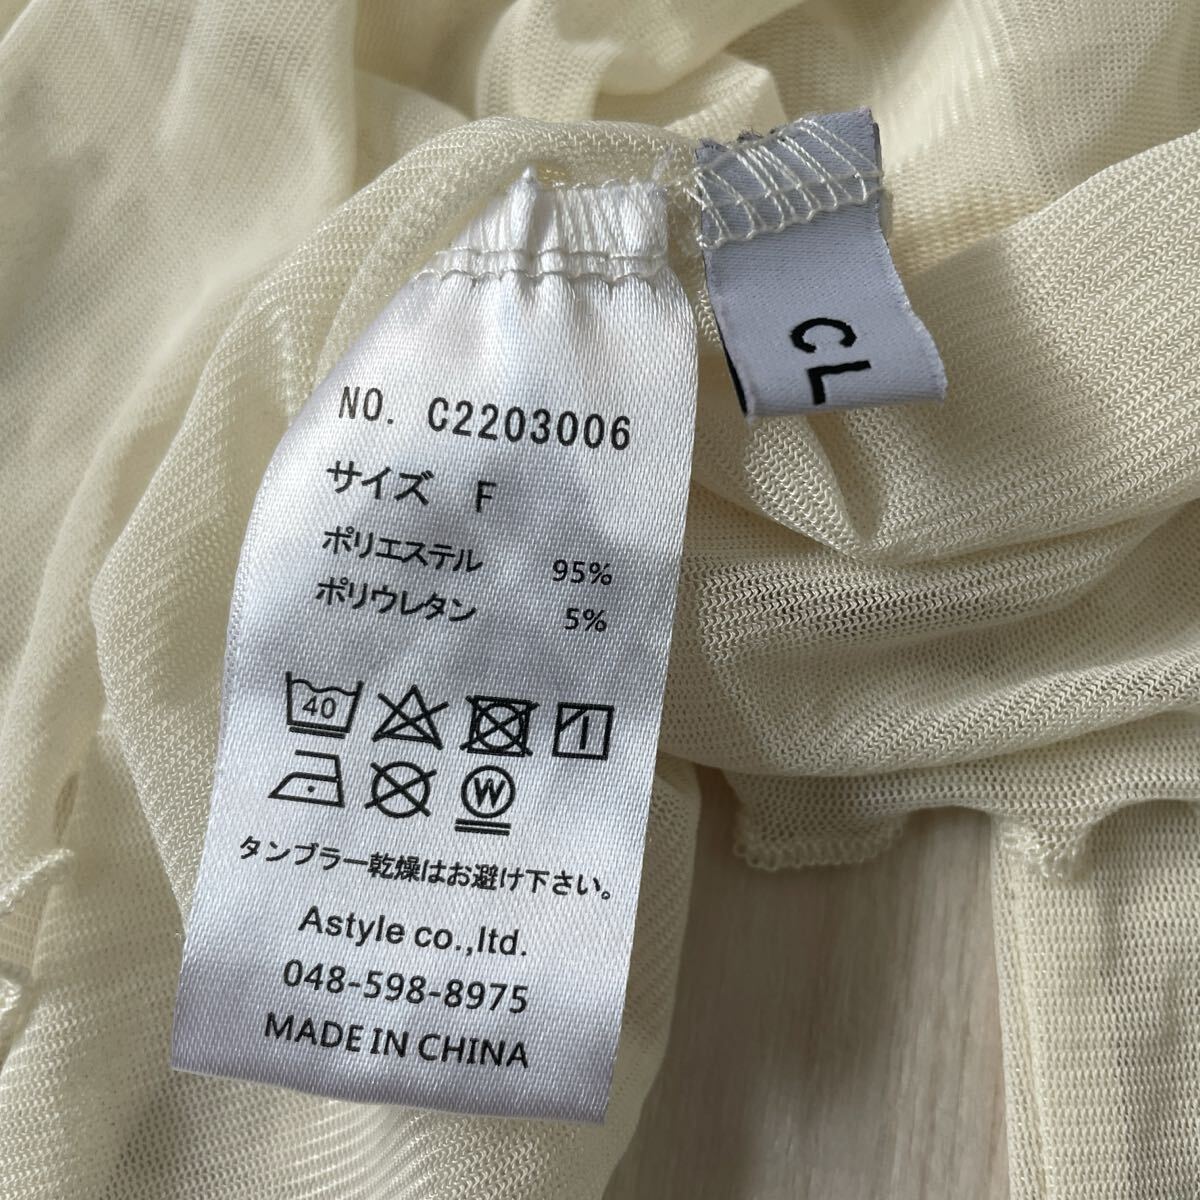 NO. C2203006
サイズ F
ポリエステル 95%
ポリウレタン 5%
40
W
タンブラー乾燥はお避け下さい。
Astyle co.,ltd.
048-598-8975
MADE IN CHINA
CL